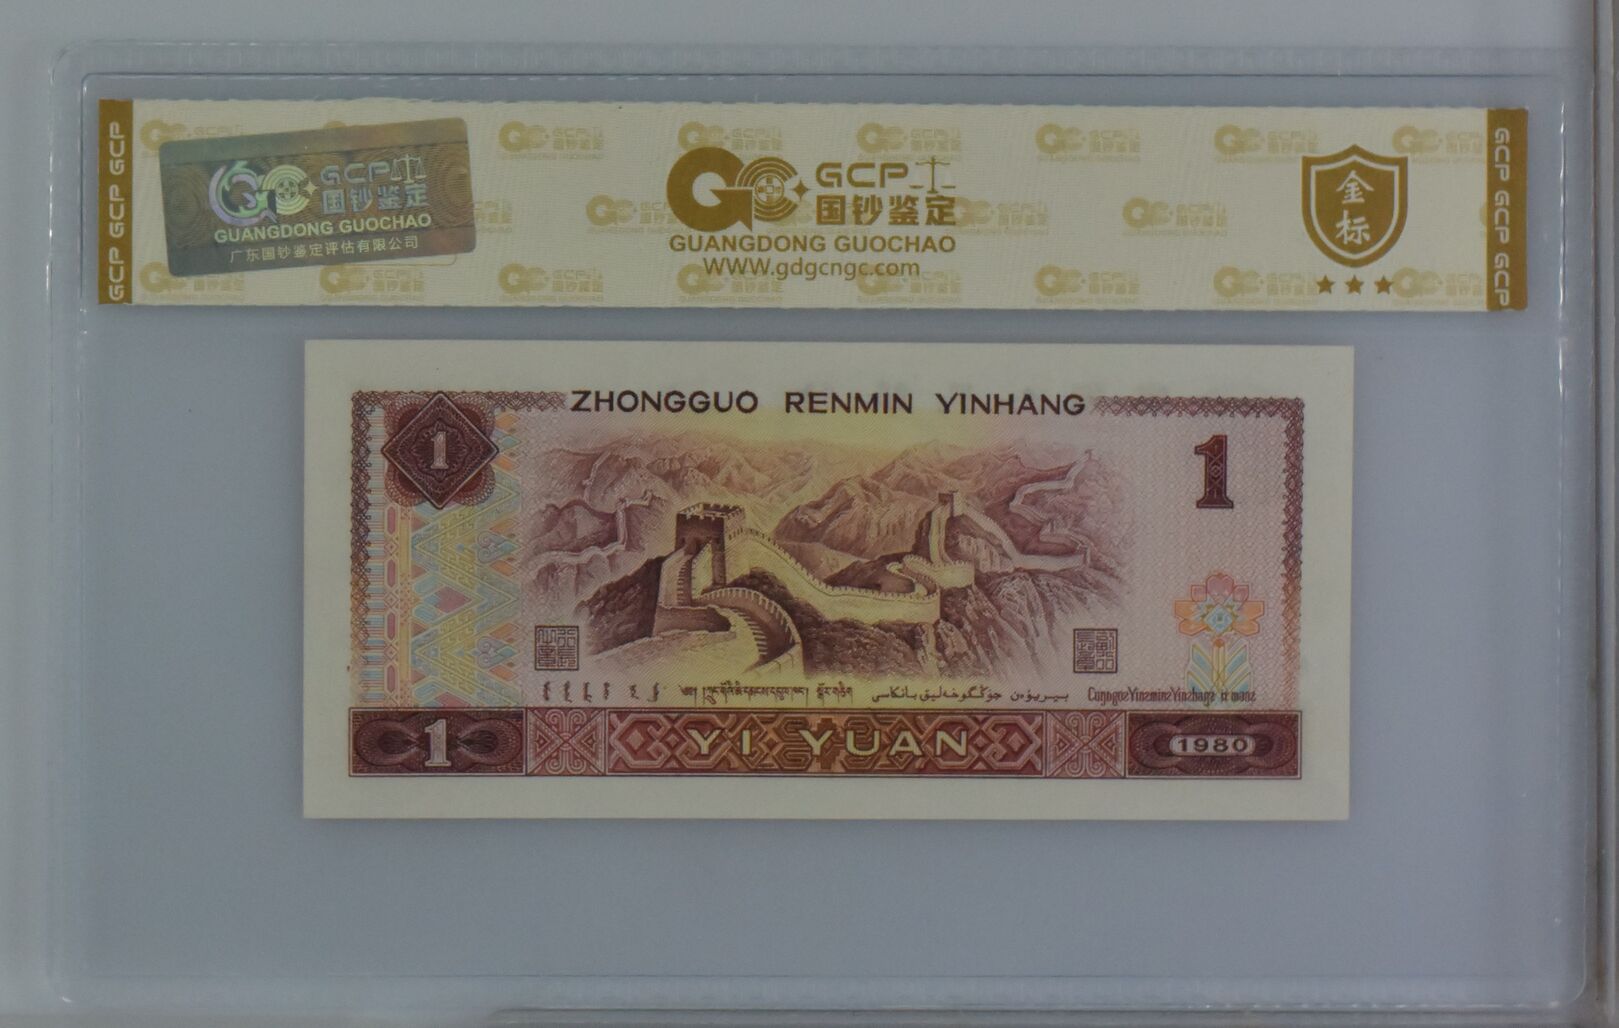 GCP GCP GCP
GCP
国钞鉴定
GUANGDONG GUOCHAO
广东国钞鉴定评估有限公司
GCP
国钞鉴定
GUANGDONG GUOCHAO
WWW.gdgcngc.com
金标
GCP GCP GCP
ZHONGGUO RENMIN YINHANG
1
1
1
YI YUAN
1980